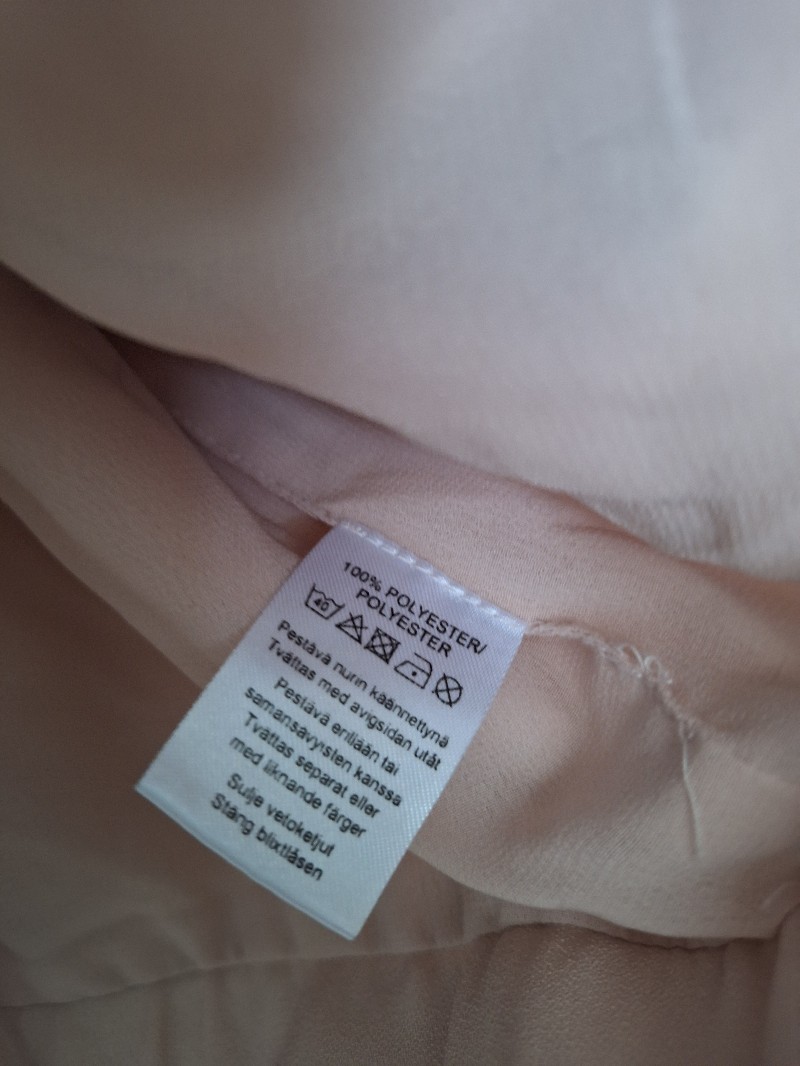 100% POLYESTER/
POLYESTER
40
Pestävä nurin käännettynä
Tvättas med avigsidan utåt
Pestävä erillään tai
samansävyisten kanssa
Tvättas separat eller
med liknande färger
Sulje vetoketjut
Stäng blixtlåsen